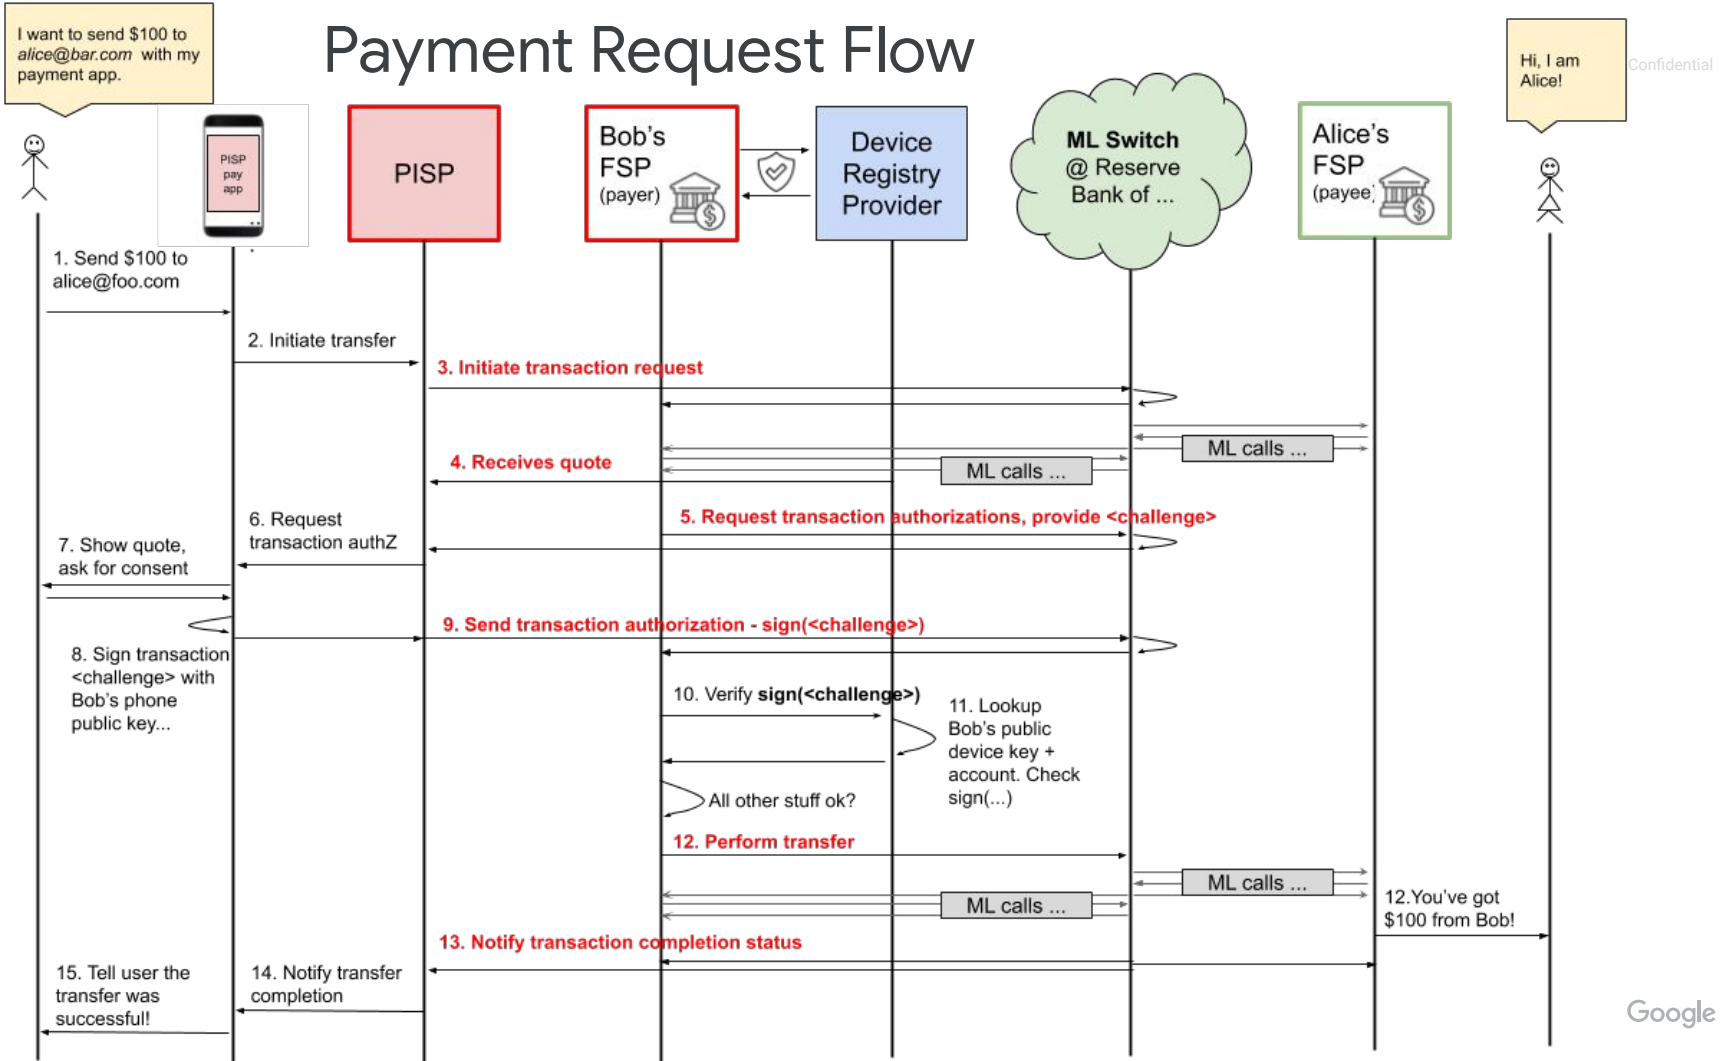 I want to send $100 to
alice@bar.com with my
payment app.
Payment Request Flow
Hi, I am
Alice!
Confidential
PISP
pay
app
PISP
Bob's
FSP
(payer)
Device
Registry
Provider
ML Switch
@ Reserve
Bank of ...
Alice's
FSP
(payee)
1. Send $100 to
alice@foo.com
2. Initiate transfer
3. Initiate transaction request
ML calls ...
4. Receives quote
ML calls ...
5. Request transaction authorizations, provide <challenge>
6. Request
transaction authZ
7. Show quote,
ask for consent
8. Sign transaction
<challenge> with
Bob's phone
public key...
9. Send transaction authorization - sign(<challenge>)
10. Verify sign(<challenge>)
11. Lookup
Bob's public
device key +
account. Check
sign(...)
All other stuff ok?
12. Perform transfer
ML calls ...
ML calls ...
12.You've got
$100 from Bob!
13. Notify transaction completion status
14. Notify transfer
completion
15. Tell user the
transfer was
successful!
Google